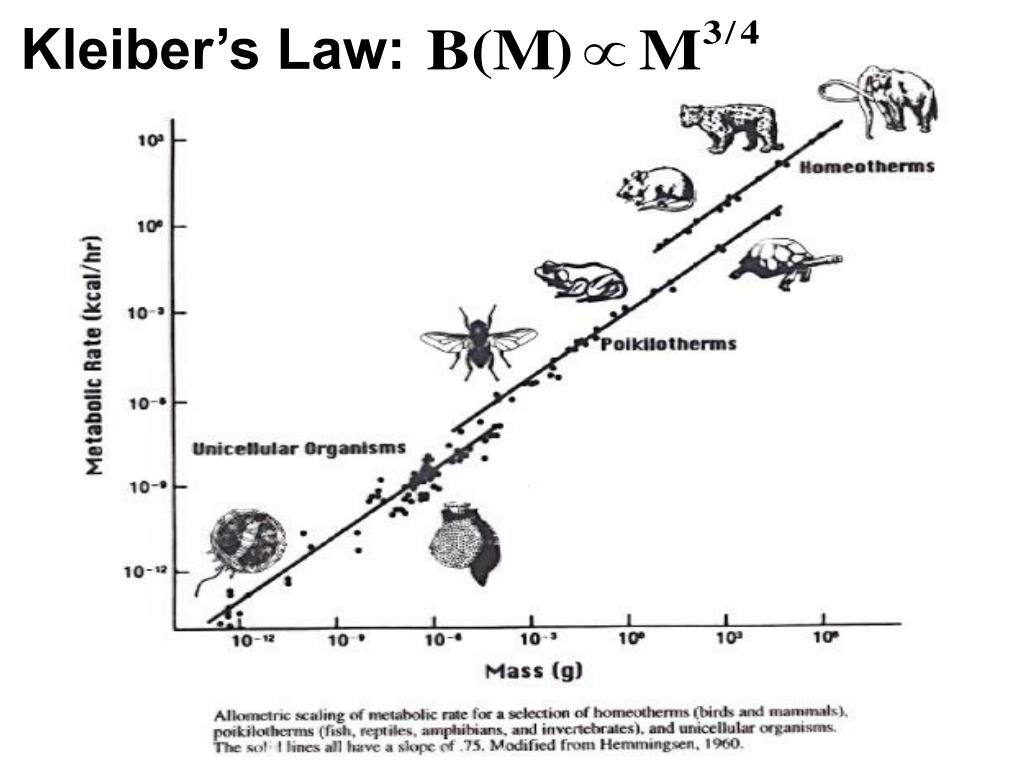 Kleiber's Law: B(M) ∝ M^3/4
10³
Homeotherms
10⁰
Metabolic Rate (kcal/hr)
10⁻³
Poikilotherms
10⁻⁶
Unicellular Organisms
10⁻⁹
10⁻¹²
10⁻¹² 10⁻⁹ 10⁻⁶ 10⁻³ 10⁰ 10³ 10⁶
Mass (g)
Allometric scaling of metabolic rate for a selection of homeotherms (birds and mammals),
poikilotherms (fish, reptiles, amphibians, and invertebrates), and unicellular organisms.
The solid lines all have a slope of .75. Modified from Hemmingsen, 1960.